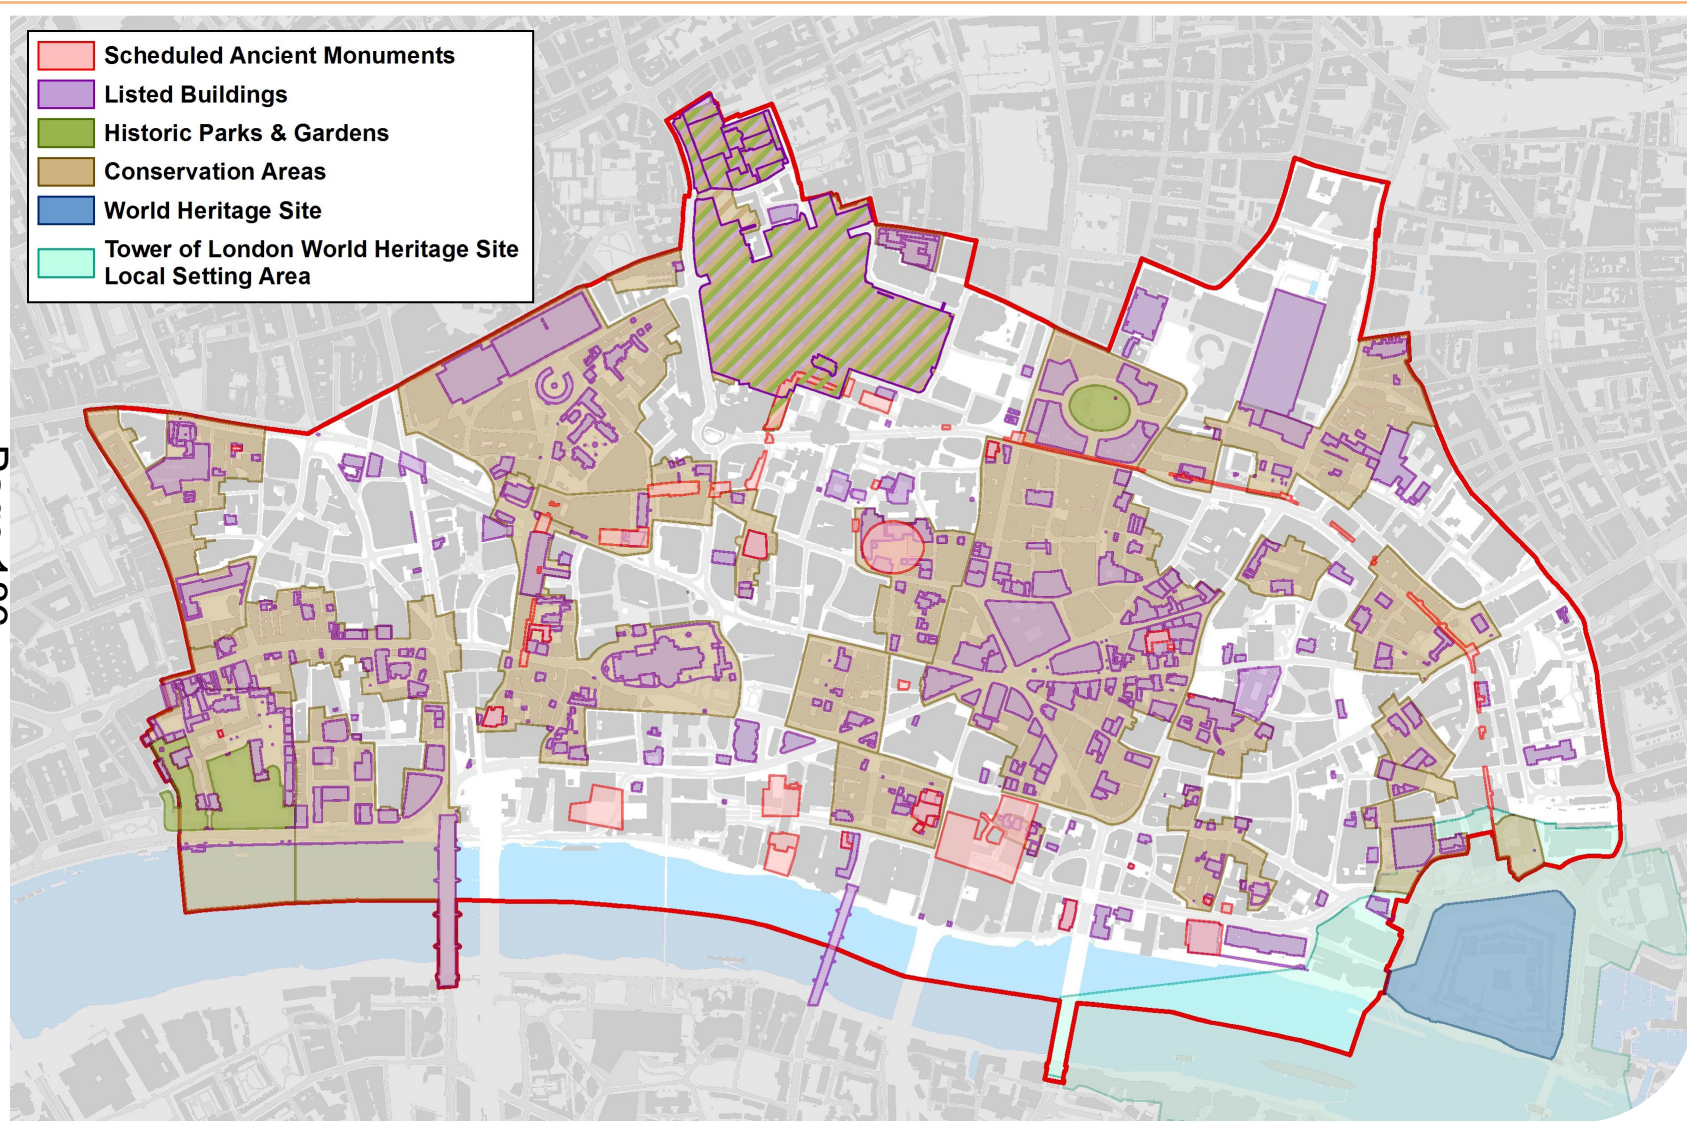 Scheduled Ancient Monuments
Listed Buildings
Historic Parks & Gardens
Conservation Areas
World Heritage Site
Tower of London World Heritage Site
Local Setting Area